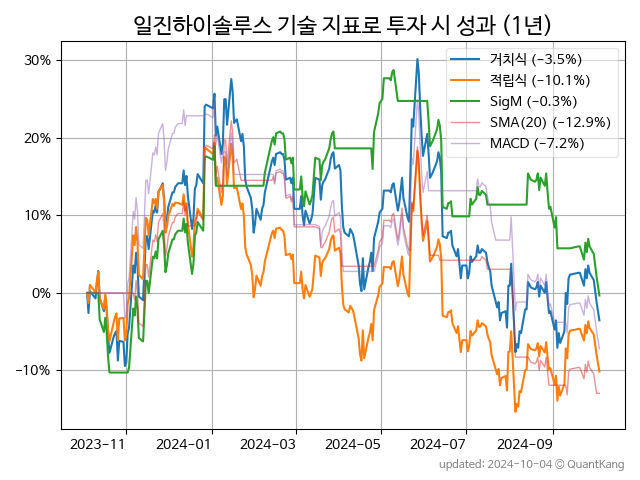 일진하이솔루스 기술 지표로 투자 시 성과 (1년)
거치식 (−3.5%)
적립식 (−10.1%)
SigM (−0.3%)
SMA(20) (−12.9%)
MACD (−7.2%)
30%
20%
10%
0%
−10%
2023−11 2024−01 2024−03 2024−05 2024−07 2024−09
updated: 2024-10-04 © QuantKang